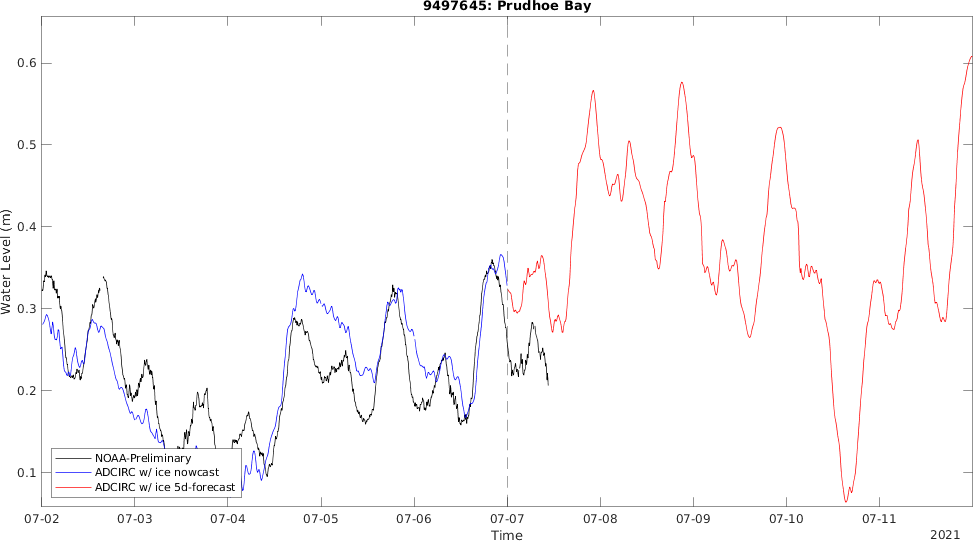 9497645: Prudhoe Bay
Water Level (m)
0.6
0.5
0.4
0.3
0.2
0.1
NOAA-Preliminary
ADCIRC w/ ice nowcast
ADCIRC w/ ice 5d-forecast
07-02 07-03 07-04 07-05 07-06 07-07 07-08 07-09 07-10 07-11
Time
2021